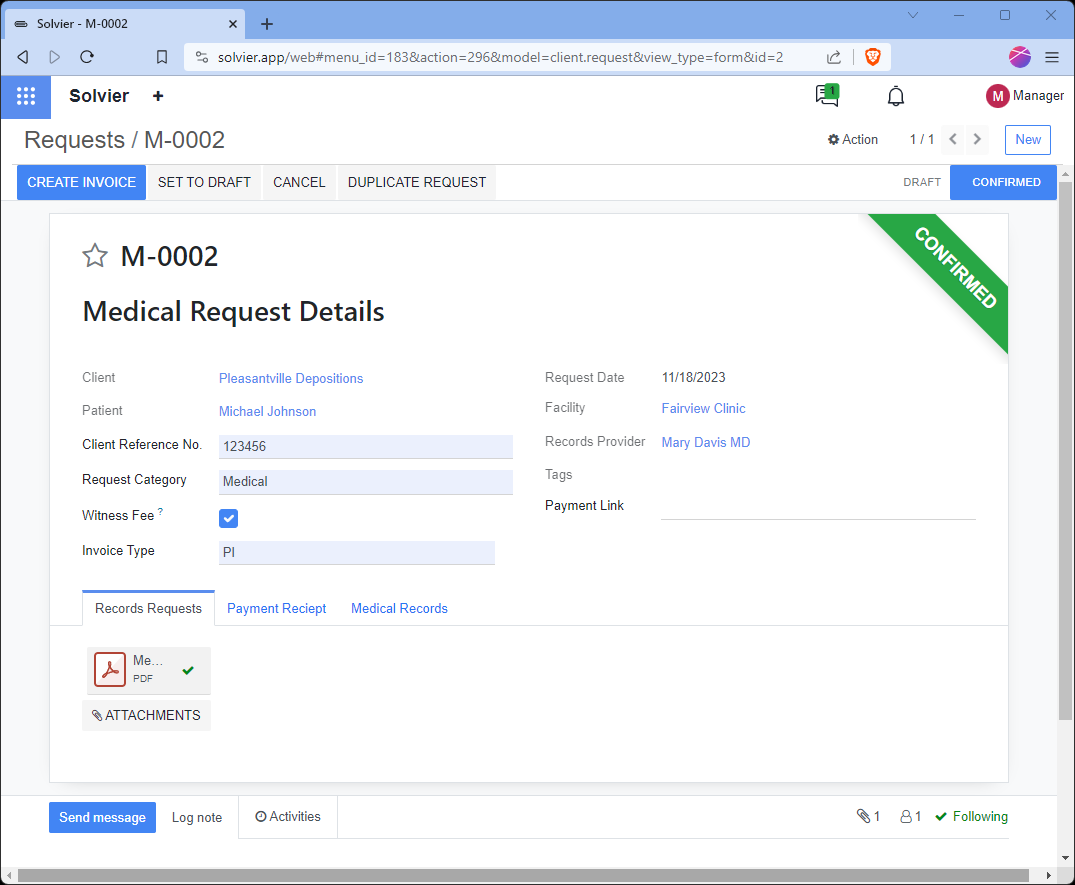 Solvier - M-0002
solvier.app/web#menu_id=183&action=296&model=client.request&view_type=form&id=2
Solvier + 1 M Manager
Requests / M-0002 Action 1 / 1 New
CREATE INVOICE SET TO DRAFT CANCEL DUPLICATE REQUEST DRAFT CONFIRMED
CONFIRMED
M-0002
Medical Request Details
Client Pleasantville Depositions
Patient Michael Johnson
Client Reference No. 123456
Request Category Medical
Witness Fee ?
Invoice Type PI
Request Date 11/18/2023
Facility Fairview Clinic
Records Provider Mary Davis MD
Tags
Payment Link
Records Requests Payment Reciept Medical Records
Me...
PDF
ATTACHMENTS
Send message Log note Activities 1 1 Following